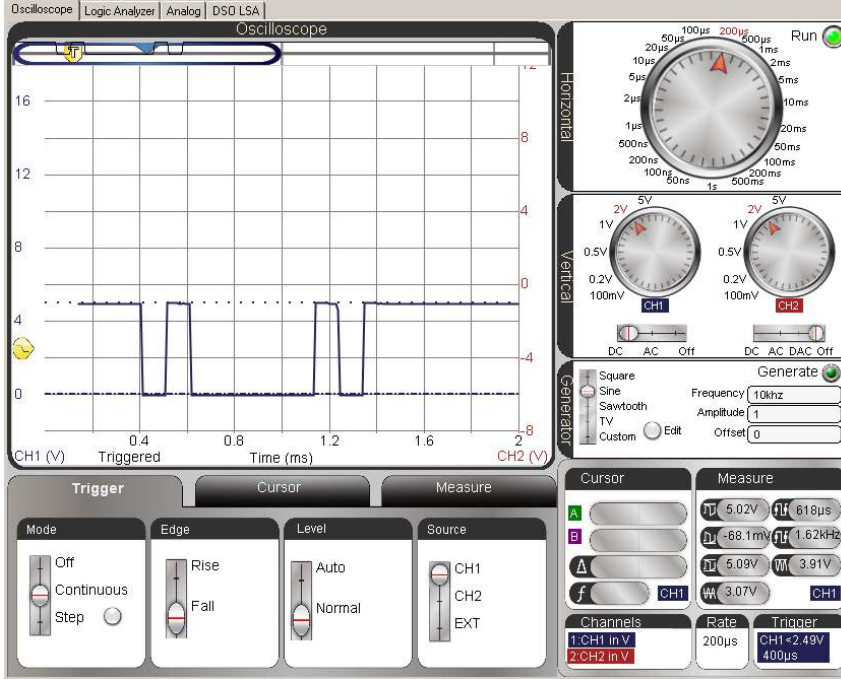 Oscilloscope Logic Analyzer Analog DSO LSA
Oscilloscope
16
12
8
4
0
12
8
4
0
-4
-8
0.4 0.8 1.2 1.6 2
CH1 (V) Triggered Time (ms) CH2 (V)
Horizontal
Run
1s
50ns
100ns
200ns
500ns
1µs
2µs
5µs
10µs
20µs
50µs
100µs
200µs
500µs
1ms
2ms
5ms
10ms
20ms
50ms
100ms
200ms
500ms
Vertical
5V
2V
1V
0.5V
0.2V
100mV
CH1
DC AC Off
5V
2V
1V
0.5V
0.2V
100mV
CH2
DC AC DAC Off
Generator
Square
Sine
Sawtooth
TV
Custom
Edit
Generate
Frequency 10khz
Amplitude 1
Offset 0
Trigger Cursor Measure
Mode
Off
Continuous
Step
Edge
Rise
Fall
Level
Auto
Normal
Source
CH1
CH2
EXT
Cursor
A
B
Δ
f CH1
Measure
5.02V 618µs
-68.1mV 1.62kHz
5.09V 3.91V
3.07V CH1
Channels
1:CH1 in V
2:CH2 in V
Rate
200µs
Trigger
CH1<2.49V
400µs